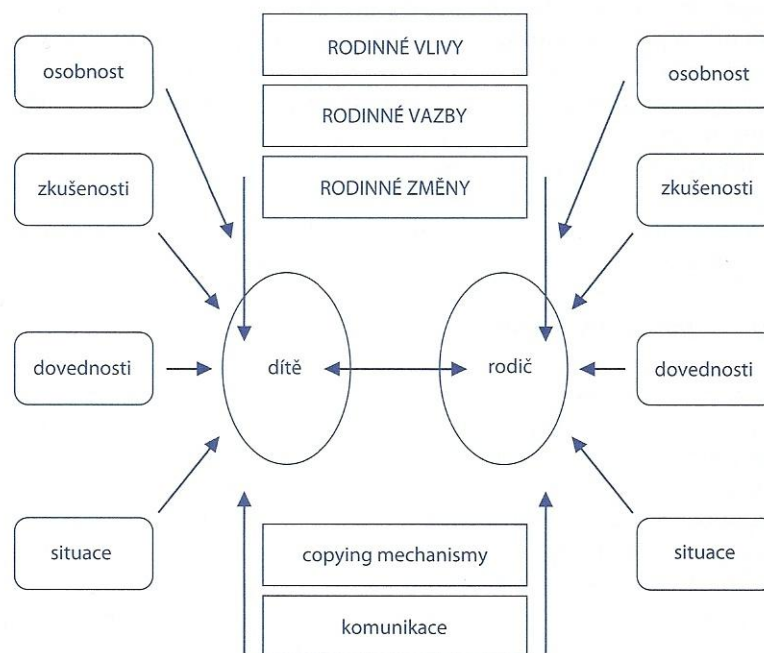 RODINNÉ VLIVY
osobnost
osobnost
RODINNÉ VAZBY
zkušenosti
RODINNÉ ZMĚNY
zkušenosti
dovednosti
dítě
rodič
dovednosti
situace
copying mechanismy
situace
komunikace